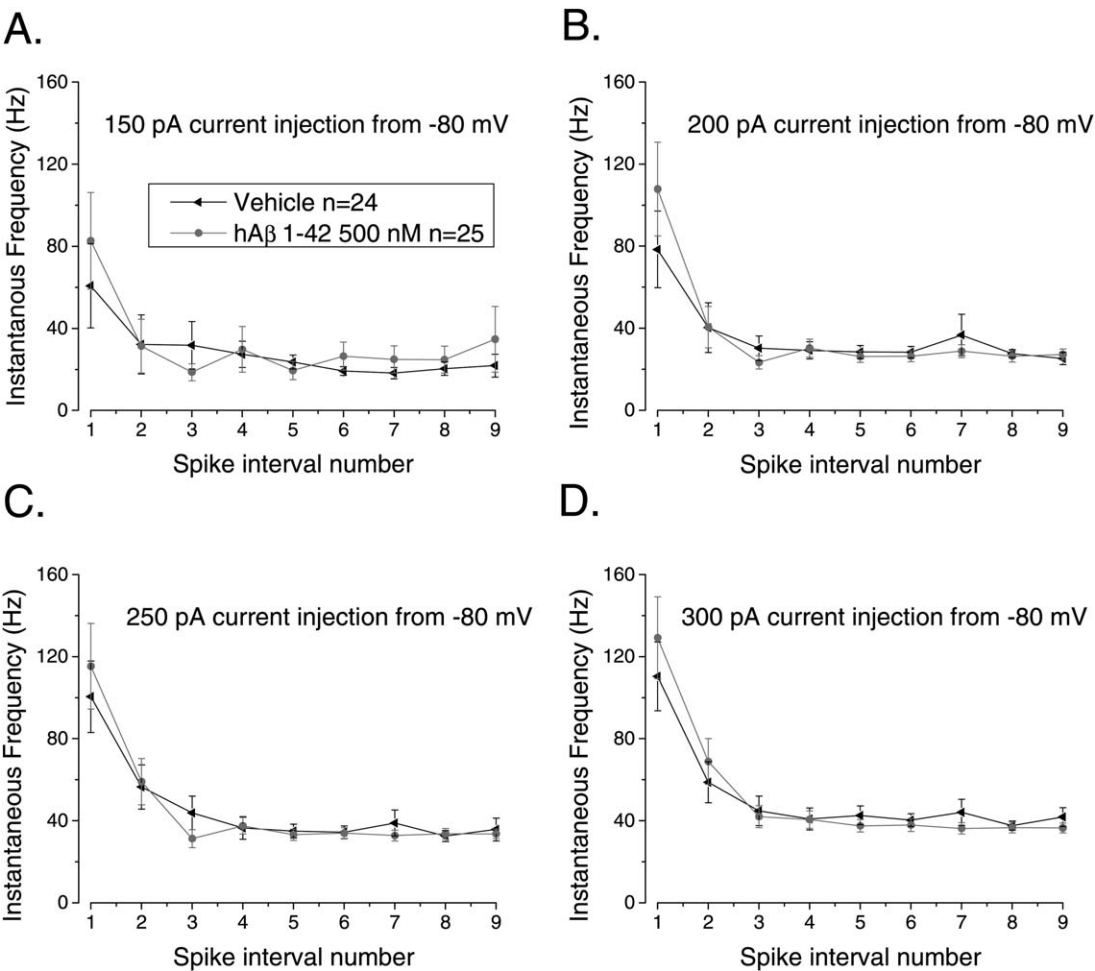 A.
Instantanous Frequency (Hz)
160
120
80
40
0
150 pA current injection from -80 mV
Vehicle n=24
hAβ 1-42 500 nM n=25
1 2 3 4 5 6 7 8 9
Spike interval number
B.
Instantaneous Frequency (Hz)
160
120
80
40
0
200 pA current injection from -80 mV
1 2 3 4 5 6 7 8 9
Spike interval number
C.
Instantaneous Frequency (Hz)
160
120
80
40
0
250 pA current injection from -80 mV
1 2 3 4 5 6 7 8 9
Spike interval number
D.
Instantaneous Frequency (Hz)
160
120
80
40
0
300 pA current injection from -80 mV
1 2 3 4 5 6 7 8 9
Spike interval number